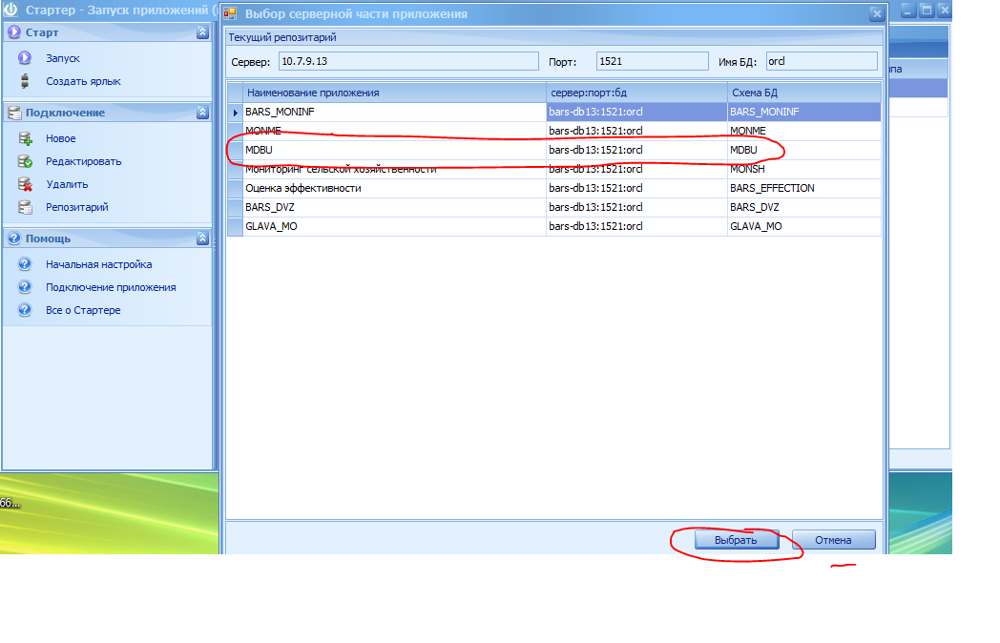 Стартер - Запуск приложений (
Старт
Запуск
Создать ярлык
Подключение
Новое
Редактировать
Удалить
Репозитарий
Помощь
Начальная настройка
Подключение приложения
Все о Стартере
66...
Выбор серверной части приложения
Текущий репозитарий
Сервер: 10.7.9.13 Порт: 1521 Имя БД: orcl
Наименование приложения сервер:порт:бд Схема БД
BARS_MONINF bars-db13:1521:orcl BARS_MONINF
MONME bars-db13:1521:orcl MONME
MDBU bars-db13:1521:orcl MDBU
Мониторинг сельской хозяйственности bars-db13:1521:orcl MONSH
Оценка эффективности bars-db13:1521:orcl BARS_EFFECTION
BARS_DVZ bars-db13:1521:orcl BARS_DVZ
GLAVA_MO bars-db13:1521:orcl GLAVA_MO
Выбрать Отмена